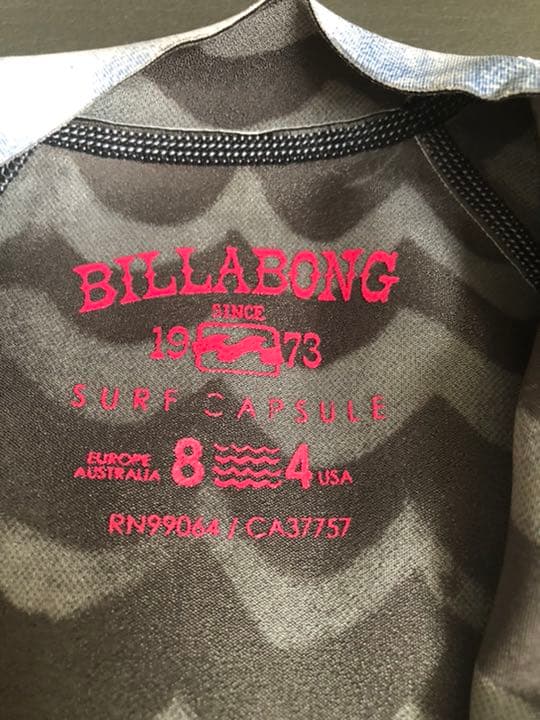 BILLABONG
SINCE
19 73
SURF CAPSULE
EUROPE
AUSTRALIA 8 4 USA
RN99064 / CA37757